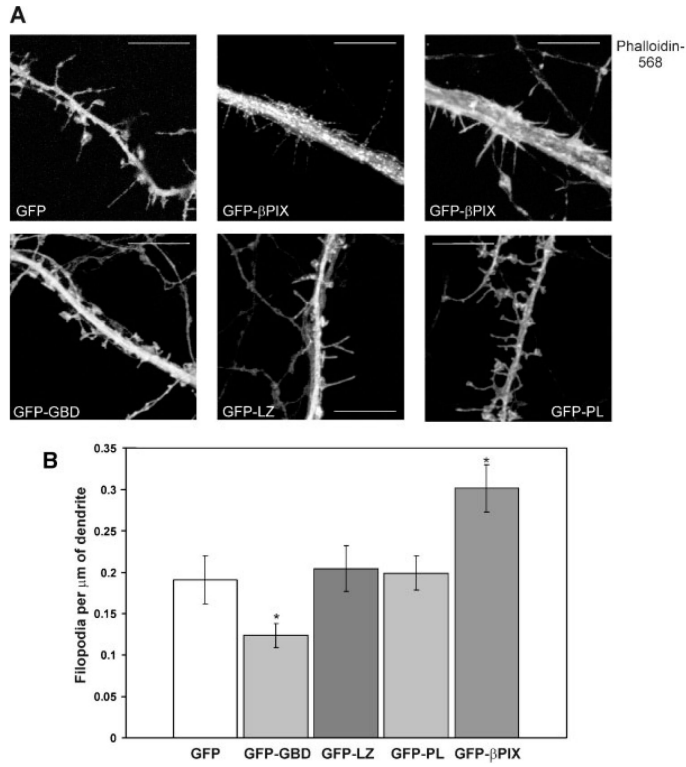 A
Phalloidin-
568
GFP
GFP-βPIX
GFP-βPIX
GFP-GBD
GFP-LZ
GFP-PL
B
Filopodia per μm of dendrite
0.35
0.3
0.25
0.2
0.15
0.1
0.05
0
*
*
GFP
GFP-GBD
GFP-LZ
GFP-PL
GFP-βPIX